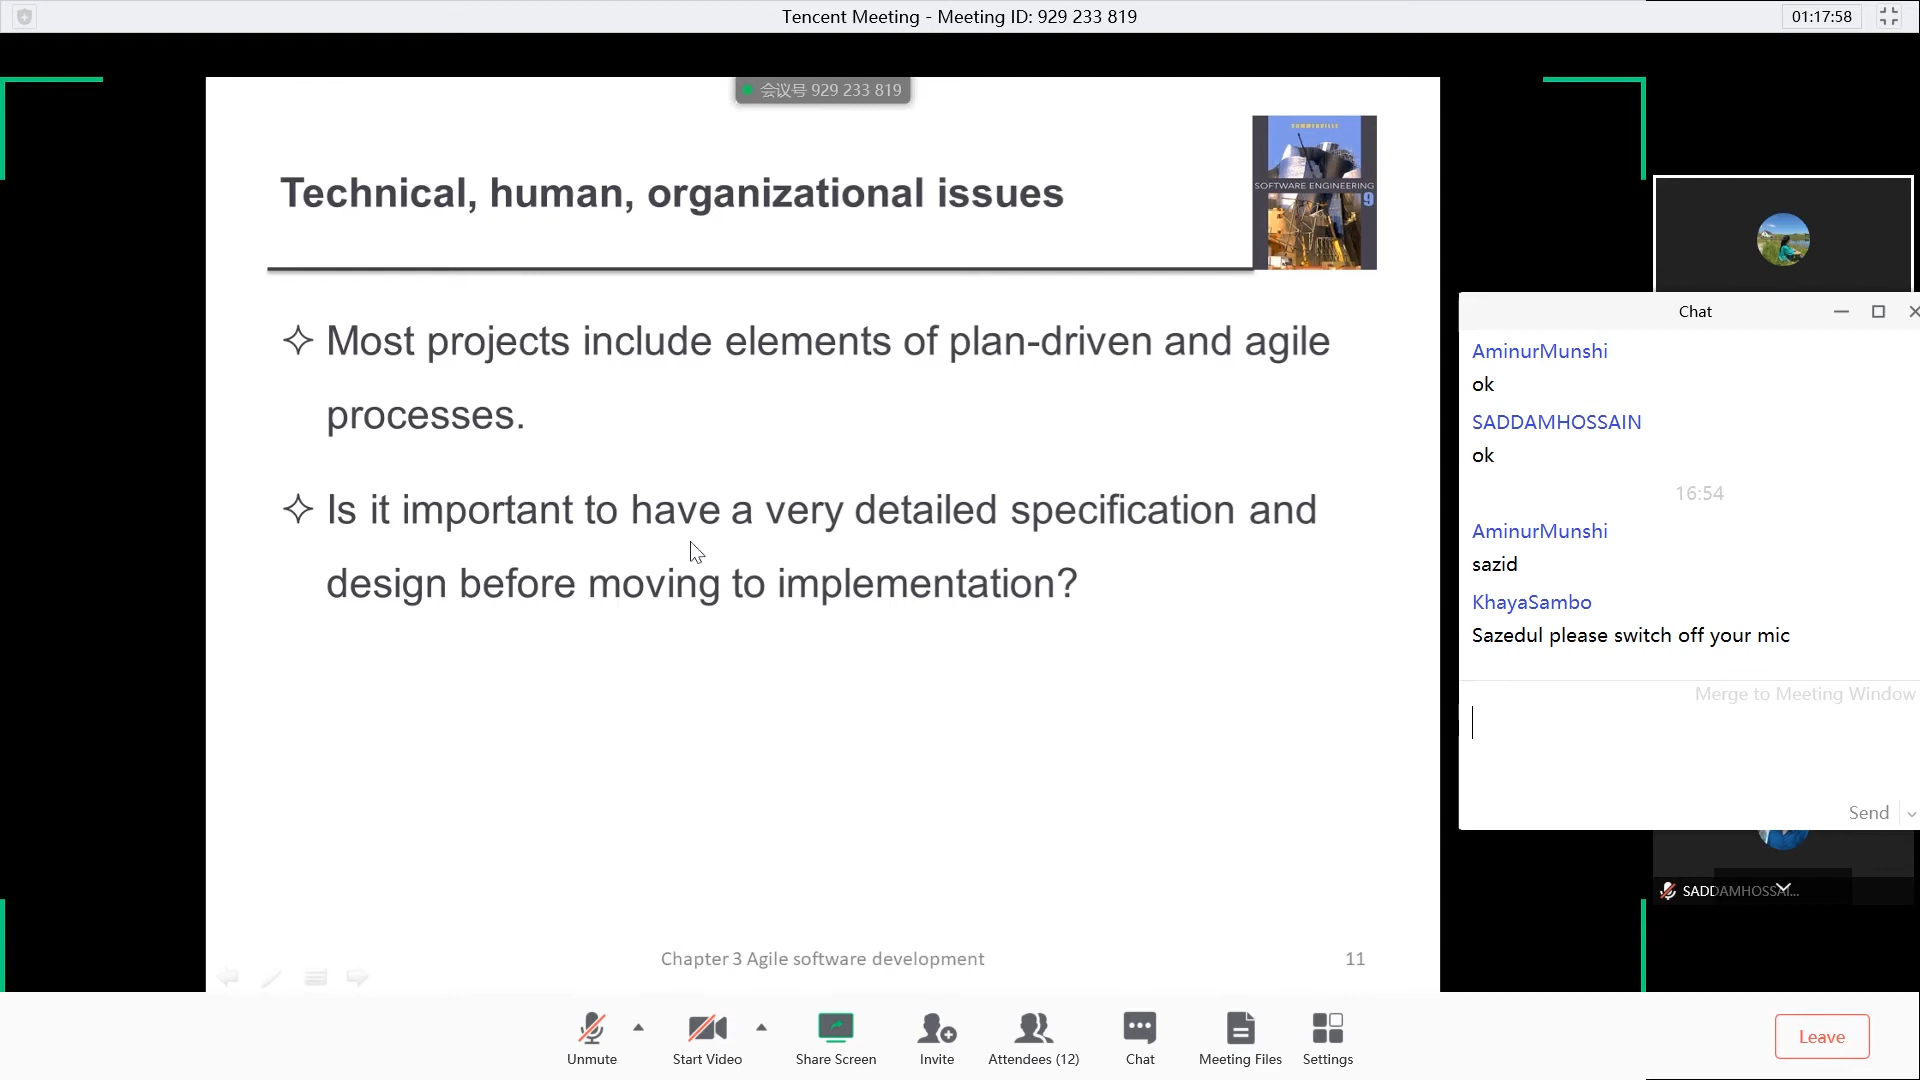 Tencent Meeting - Meeting ID: 929 233 819
01:17:58
会议号 929 233 819
SOMMERVILLE
SOFTWARE ENGINEERING
9
Technical, human, organizational issues
Most projects include elements of plan-driven and agile
processes.
Is it important to have a very detailed specification and
design before moving to implementation?
Chapter 3 Agile software development
11
Chat
AminurMunshi
ok
SADDAMHOSSAIN
ok
16:54
AminurMunshi
sazid
KhayaSambo
Sazedul please switch off your mic
Merge to Meeting Window
Send
SADDAMHOSSAI...
Unmute
Start Video
Share Screen
Invite
Attendees (12)
Chat
Meeting Files
Settings
Leave